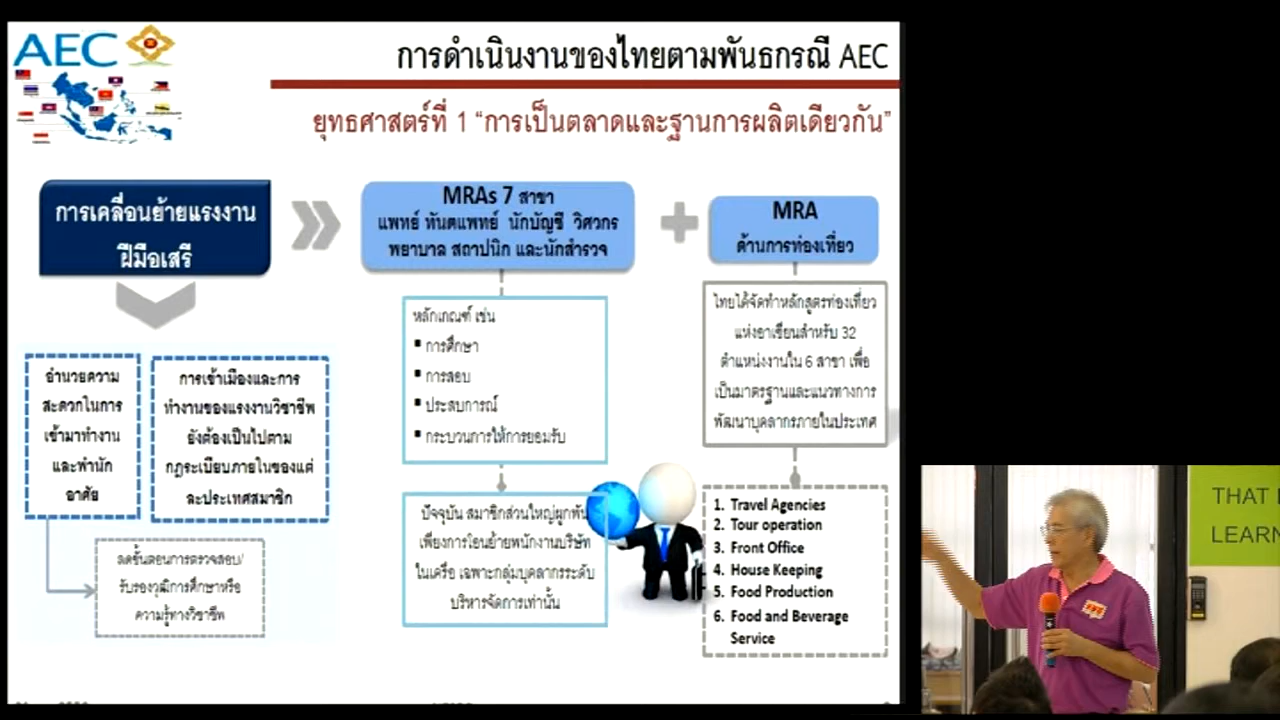 AEC
การดำเนินงานของไทยตามพันธกรณี AEC
ยุทธศาสตร์ที่ 1 “การเป็นตลาดและฐานการผลิตเดียวกัน”
การเคลื่อนย้ายแรงงาน
ฝีมือเสรี
MRAs 7 สาขา
แพทย์ ทันตแพทย์ นักบัญชี วิศวกร
พยาบาล สถาปนิก และนักสำรวจ
MRA
ด้านการท่องเที่ยว
อำนวยความ
สะดวกในการ
เข้ามาทำงาน
และพำนัก
อาศัย
การเข้าเมืองและการ
ทำงานของแรงงานวิชาชีพ
ยังต้องเป็นไปตาม
กฎระเบียบภายในของแต่
ละประเทศสมาชิก
ลดขั้นตอนการตรวจสอบ/
รับรองวุฒิการศึกษาหรือ
ความรู้ทางวิชาชีพ
หลักเกณฑ์ เช่น
▪ การศึกษา
▪ การสอบ
▪ ประสบการณ์
▪ กระบวนการให้การยอมรับ
ปัจจุบัน สมาชิกส่วนใหญ่ผูกพัน
เพียงการโอนย้ายพนักงานบริษัท
ในเครือ เฉพาะกลุ่มบุคลากรระดับ
บริหารจัดการเท่านั้น
ไทยได้จัดทำหลักสูตรท่องเที่ยว
แห่งอาเซียนสำหรับ 32
ตำแหน่งงานใน 6 สาขา เพื่อ
เป็นมาตรฐานและแนวทางการ
พัฒนาบุคลากรภายในประเทศ
1. Travel Agencies
2. Tour operation
3. Front Office
4. House Keeping
5. Food Production
6. Food and Beverage
Service
THAT
LEARN